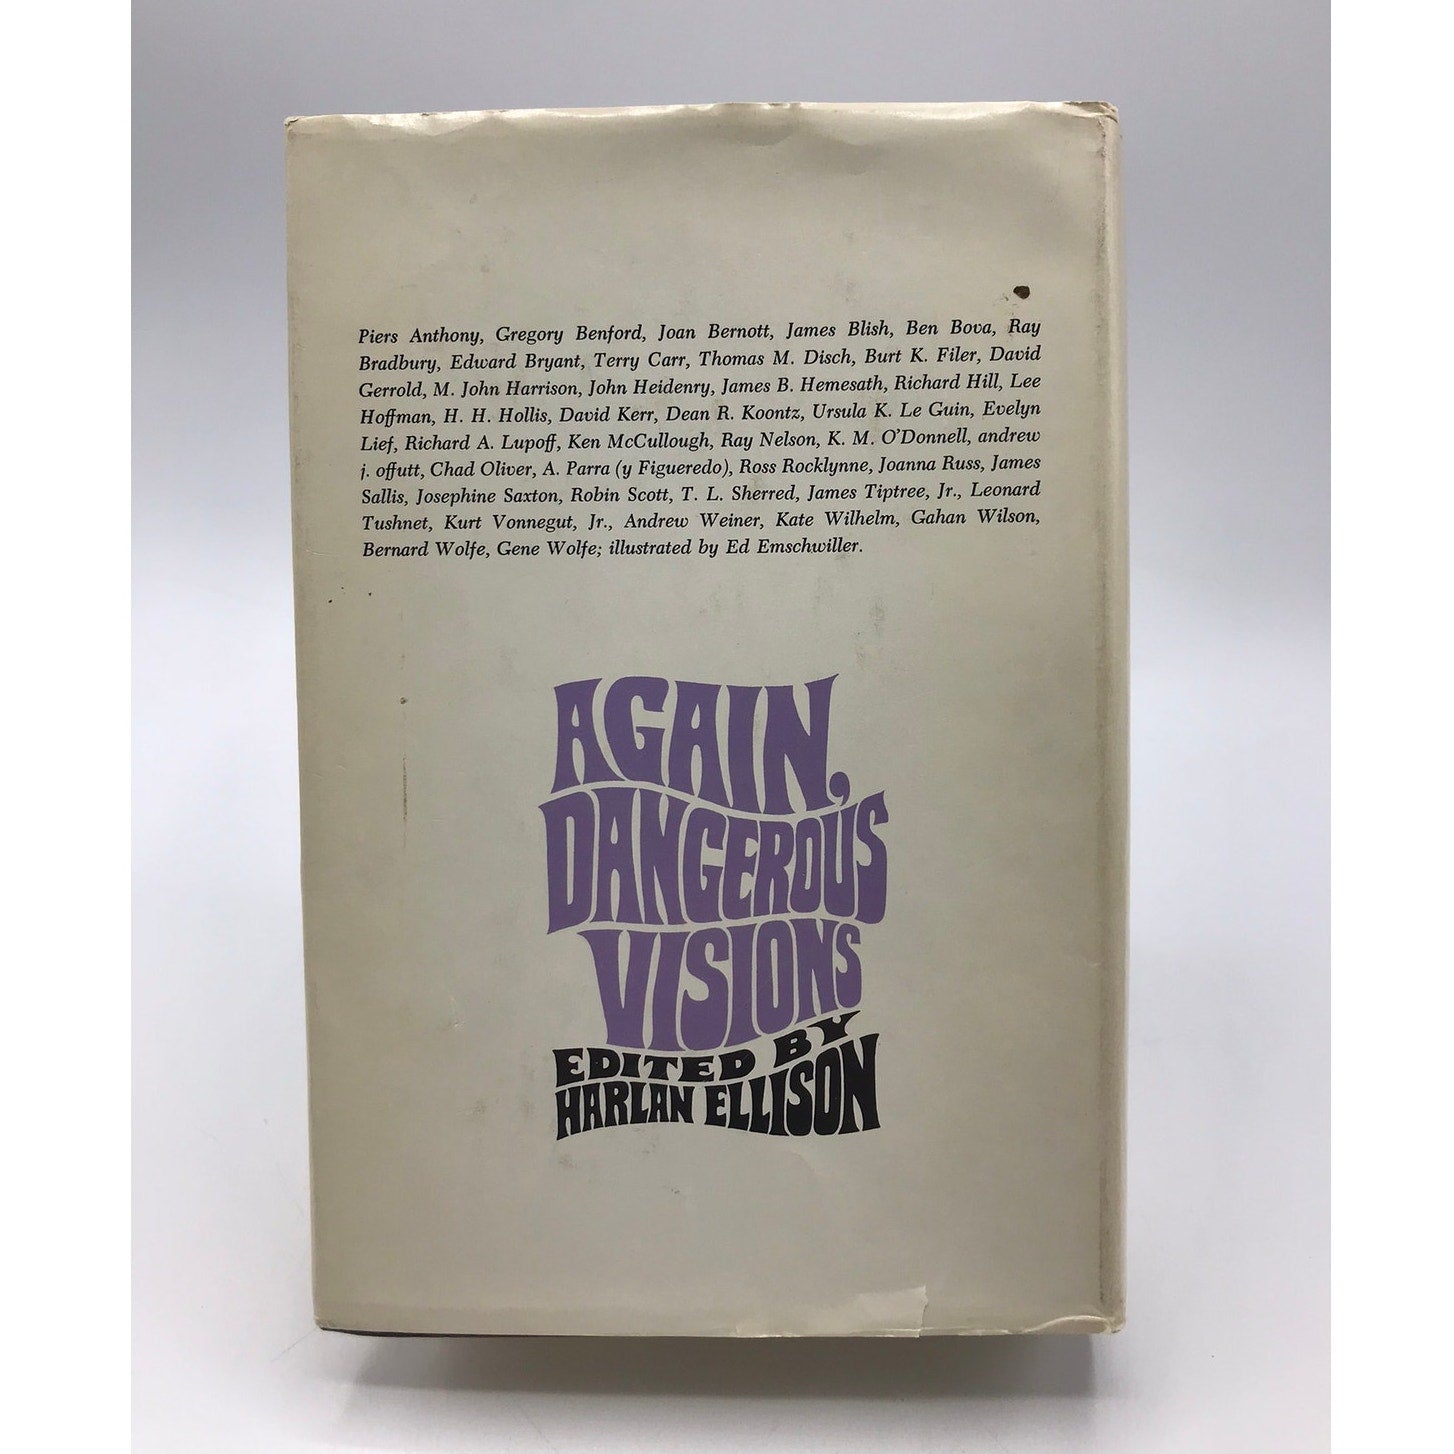 Piers Anthony, Gregory Benford, Joan Bernott, James Blish, Ben Bova, Ray
Bradbury, Edward Bryant, Terry Carr, Thomas M. Disch, Burt K. Filer, David
Gerrold, M. John Harrison, John Heidenry, James B. Hemesath, Richard Hill, Lee
Hoffman, H. H. Hollis, David Kerr, Dean R. Koontz, Ursula K. Le Guin, Evelyn
Lief, Richard A. Lupoff, Ken McCullough, Ray Nelson, K. M. O'Donnell, andrew
j. offutt, Chad Oliver, A. Parra (y Figueredo), Ross Rocklynne, Joanna Russ, James
Sallis, Josephine Saxton, Robin Scott, T. L. Sherred, James Tiptree, Jr., Leonard
Tushnet, Kurt Vonnegut, Jr., Andrew Weiner, Kate Wilhelm, Gahan Wilson,
Bernard Wolfe, Gene Wolfe; illustrated by Ed Emschwiller.
AGAIN,
DANGEROUS
VISIONS
EDITED BY
HARLAN ELLISON